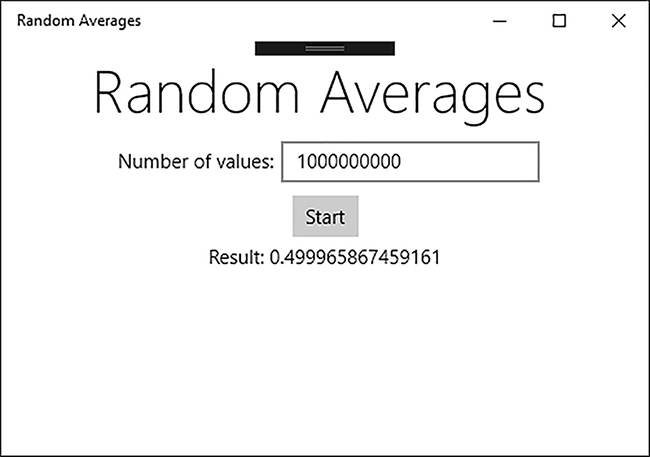 Random Averages
Random Averages
Number of values: 1000000000
Start
Result: 0.499965867459161